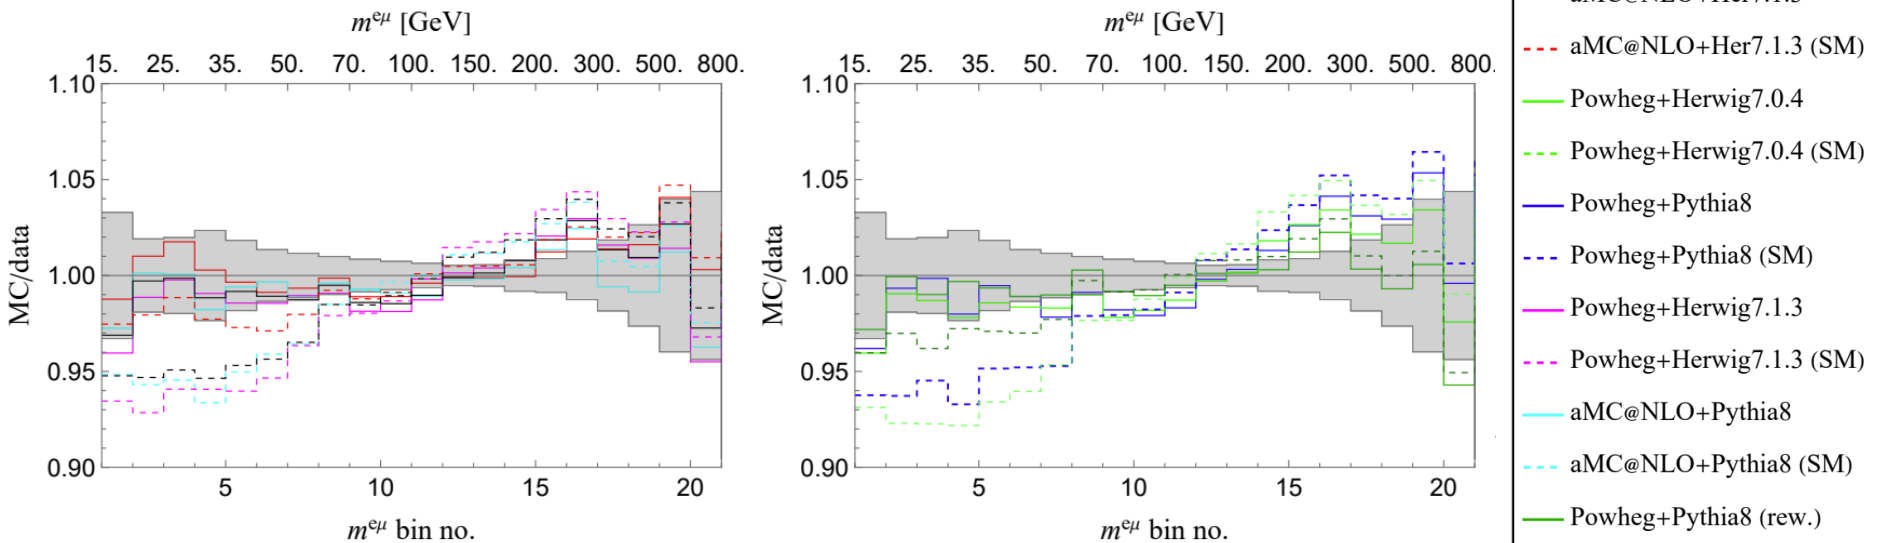 m^{eμ} [GeV]
15. 25. 35. 50. 70. 100. 150. 200. 300. 500. 800.
1.10
1.05
1.00
0.95
0.90
MC/data
5 10 15 20
m^{eμ} bin no.
m^{eμ} [GeV]
15. 25. 35. 50. 70. 100. 150. 200. 300. 500. 800.
1.10
1.05
1.00
0.95
0.90
MC/data
5 10 15 20
m^{eμ} bin no.
aMC@NLO+Her7.1.3 (SM)
Powheg+Herwig7.0.4
Powheg+Herwig7.0.4 (SM)
Powheg+Pythia8
Powheg+Pythia8 (SM)
Powheg+Herwig7.1.3
Powheg+Herwig7.1.3 (SM)
aMC@NLO+Pythia8
aMC@NLO+Pythia8 (SM)
Powheg+Pythia8 (rew.)